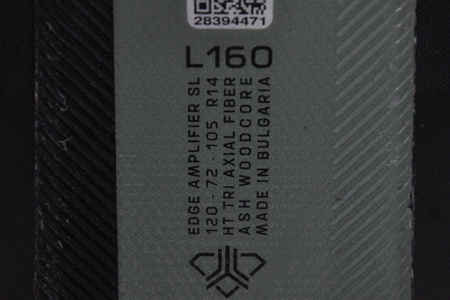 28394471
L160
EDGE AMPLIFIER SL
120 - 72 - 105 R14
HT TRI AXIAL FIBER
ASH WOODCORE
MADE IN BULGARIA